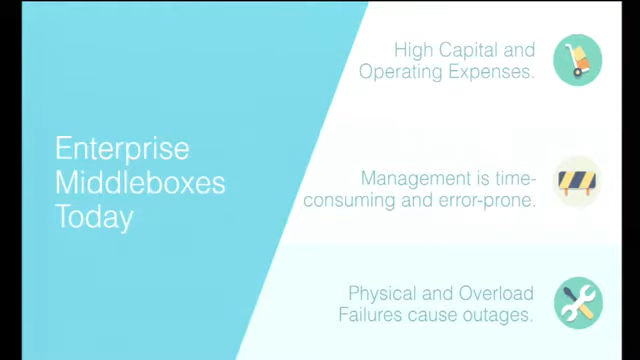 Enterprise
Middleboxes
Today
High Capital and
Operating Expenses.
Management is time-
consuming and error-prone.
Physical and Overload
Failures cause outages.